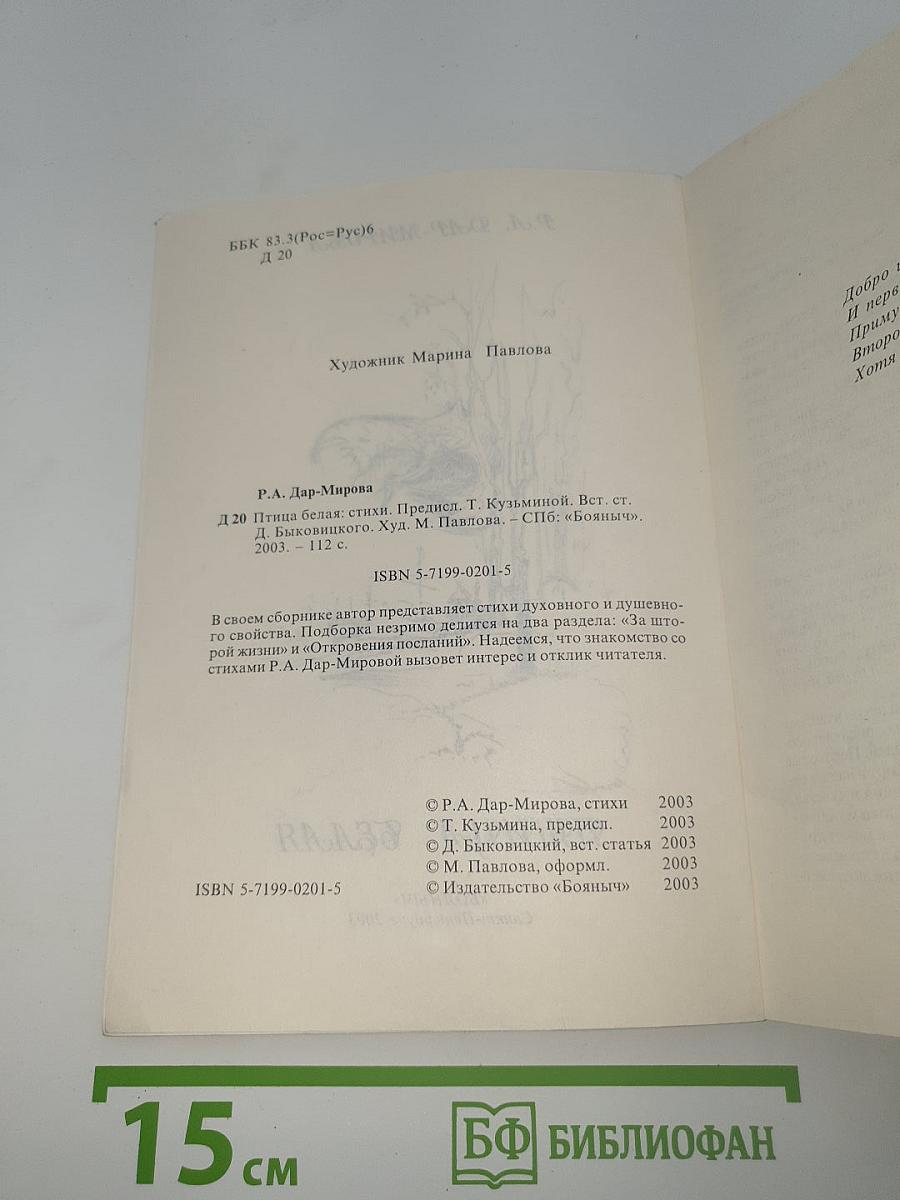 ББК 83.3(Рос=Рус)6
Д 20
Художник Марина Павлова
Р.А. Дар-Мирова
Д 20 Птица белая: стихи. Предисл. Т. Кузьминой. Вст. ст.
Д. Быковицкого. Худ. М. Павлова. – СПб: «Бояныч».
2003. – 112 с.
ISBN 5-7199-0201-5
В своем сборнике автор представляет стихи духовного и душевно-
го свойства. Подборка незримо делится на два раздела: «За што-
рой жизни» и «Откровения посланий». Надеемся, что знакомство со
стихами Р.А. Дар-Мировой вызовет интерес и отклик читателя.
© Р.А. Дар-Мирова, стихи 2003
© Т. Кузьмина, предисл. 2003
© Д. Быковицкий, вст. статья 2003
© М. Павлова, оформл. 2003
ISBN 5-7199-0201-5 © Издательство «Бояныч» 2003
Добро
И перв
Приму
Второ
Хотя
15 см
БФ БИБЛИОФАН